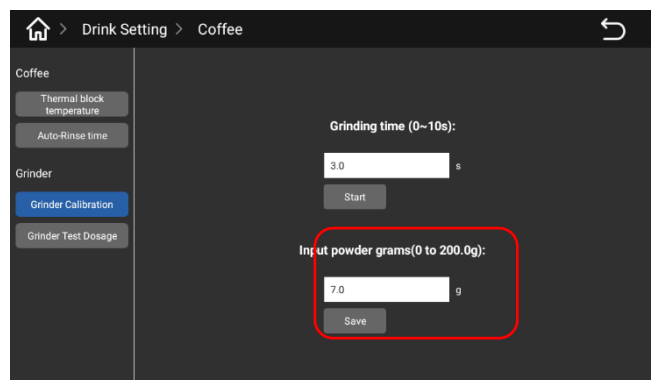 > Drink Setting > Coffee
Coffee
Thermal block
temperature
Auto-Rinse time
Grinder
Grinder Calibration
Grinder Test Dosage
Grinding time (0~10s):
3.0 s
Start
Input powder grams(0 to 200.0g):
7.0 g
Save